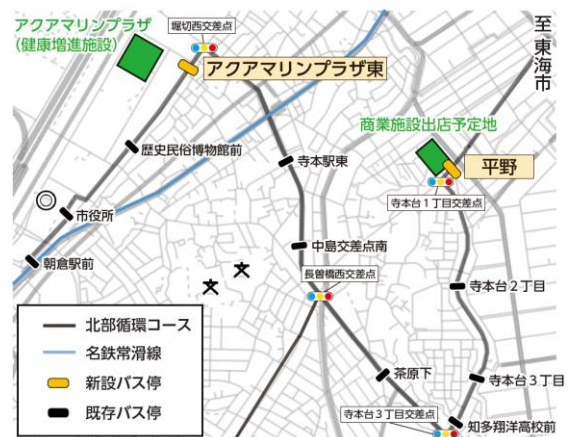 アクアマリンプラザ
(健康増進施設)
堀切西交差点
アクアマリンプラザ東
至東海市
商業施設出店予定地
平野
歴史民俗博物館前
寺本駅東
寺本台1丁目交差点
市役所
中島交差点南
朝倉駅前
長曽橋西交差点
寺本台2丁目
北部循環コース
名鉄常滑線
新設バス停
既存バス停
茶原下
寺本台3丁目
寺本台3丁目交差点
知多翔洋高校前